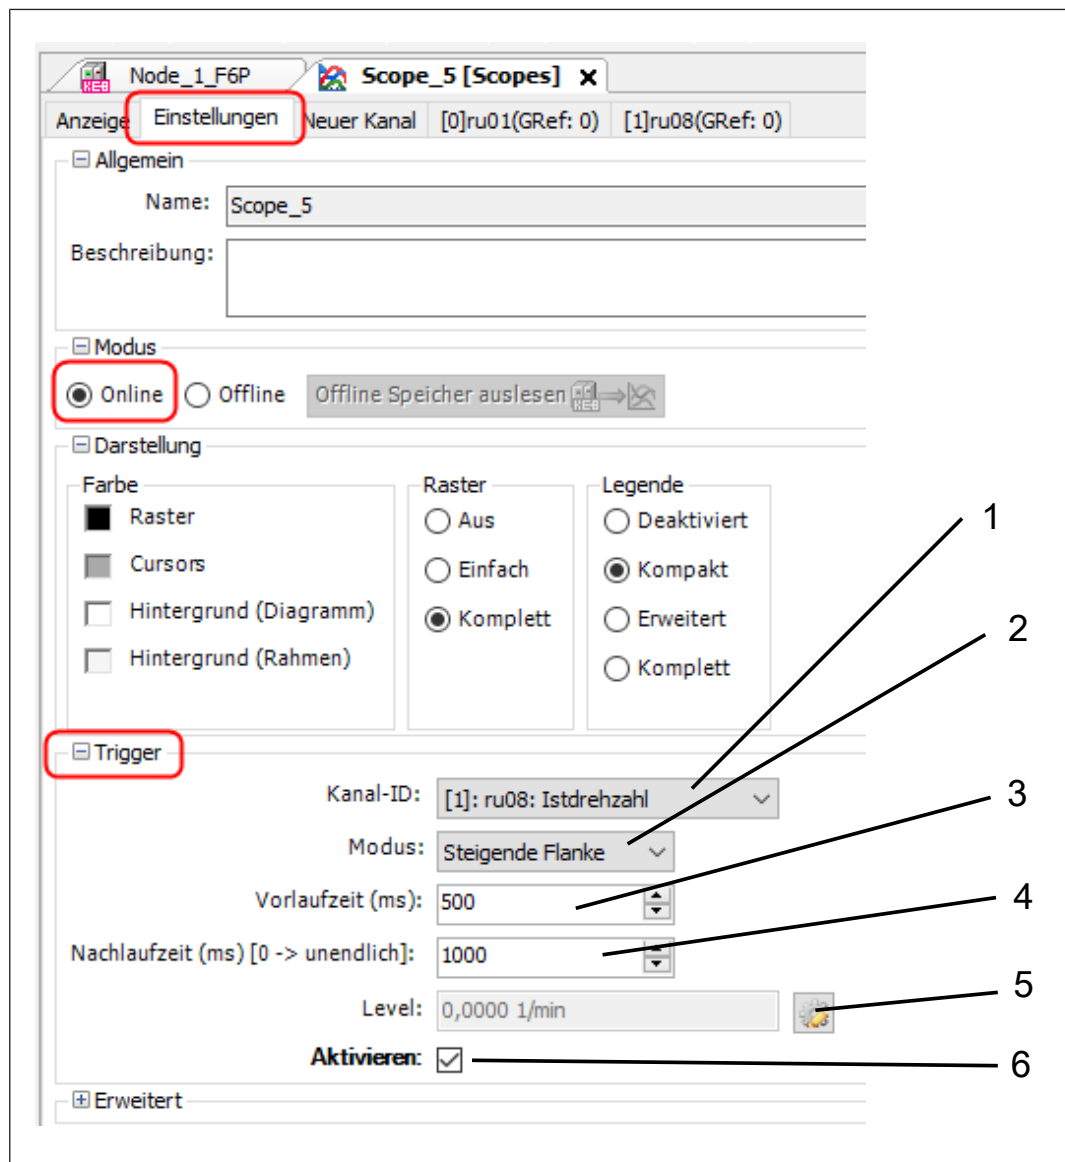 Node_1_F6P Scope_5 [Scopes]
Anzeige Einstellungen Neuer Kanal [0]ru01(GRef: 0) [1]ru08(GRef: 0)
Allgemein
Name: Scope_5
Beschreibung:
Modus
Online Offline Offline Speicher auslesen
Darstellung
Farbe Raster Legende
Raster Aus Deaktiviert 1
Cursors Einfach Kompakt
Hintergrund (Diagramm) Komplett Erweitert 2
Hintergrund (Rahmen) Komplett
Trigger
Kanal-ID: [1]: ru08: Istdrehzahl 3
Modus: Steigende Flanke
Vorlaufzeit (ms): 500 4
Nachlaufzeit (ms) [0 -> unendlich]: 1000
Level: 0,0000 1/min 5
Aktivieren: 6
Erweitert